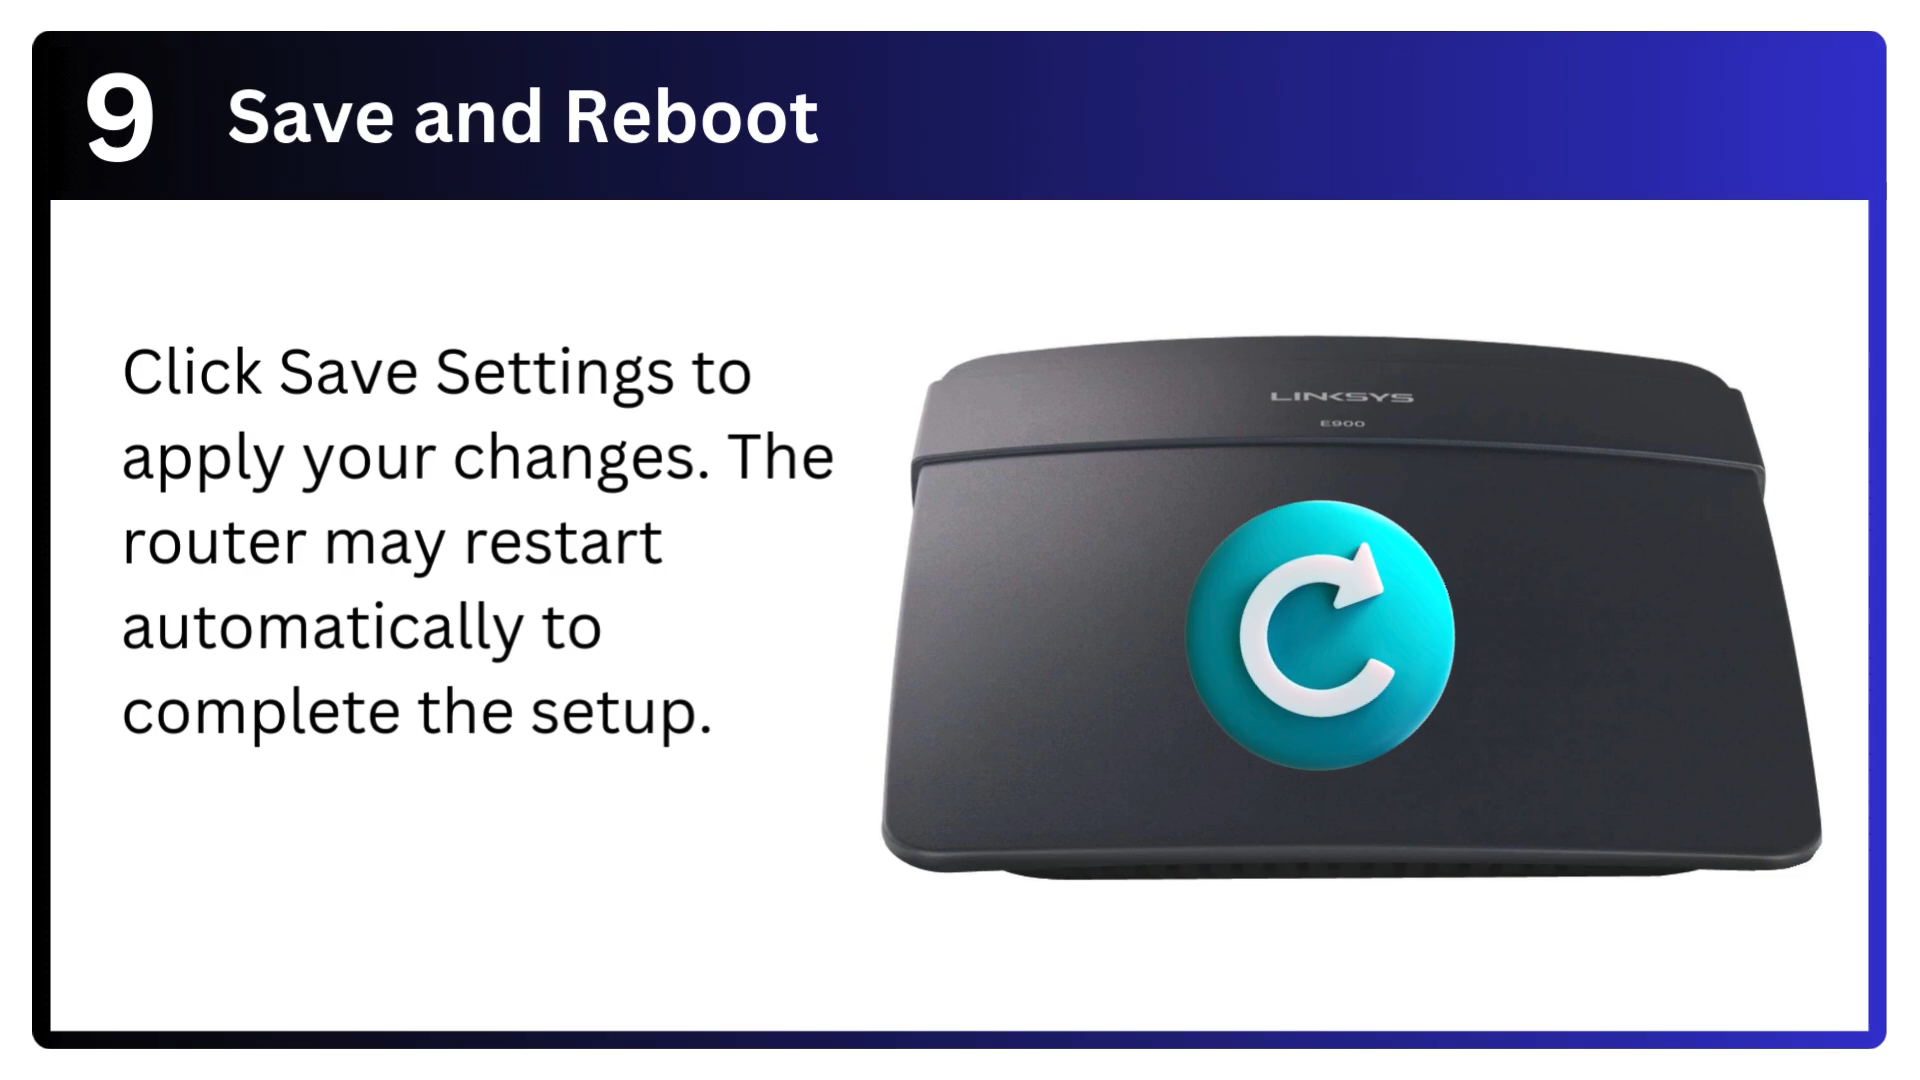 9 Save and Reboot
Click Save Settings to
apply your changes. The
router may restart
automatically to
complete the setup.
LINKSYS
E900